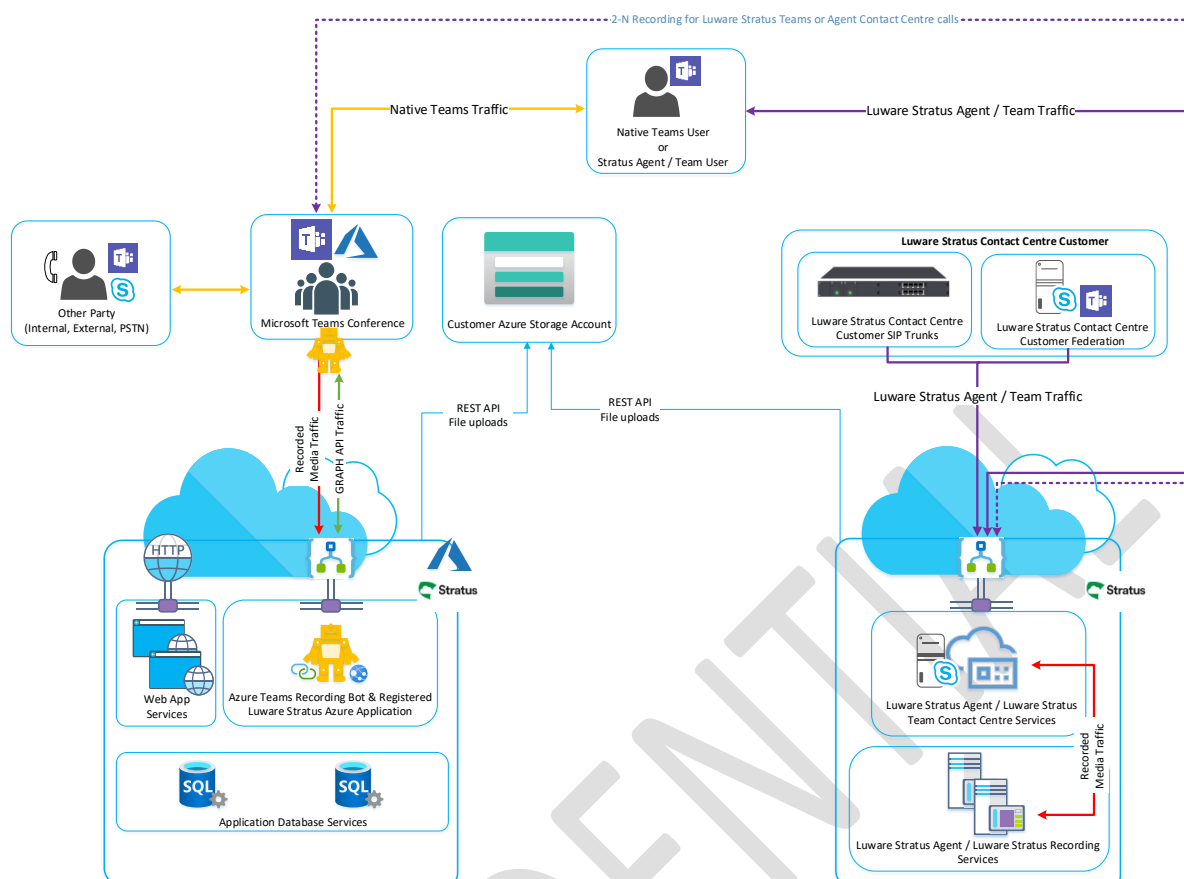 2-N Recording for Luware Stratus Teams or Agent Contact Centre calls
Native Teams Traffic
Native Teams User
or
Stratus Agent / Team User
Luware Stratus Agent / Team Traffic
Other Party
(Internal, External, PSTN)
Microsoft Teams Conference
Customer Azure Storage Account
Luware Stratus Contact Centre Customer
Luware Stratus Contact Centre
Customer SIP Trunks
Luware Stratus Contact Centre
Customer Federation
Luware Stratus Agent / Team Traffic
Recorded
Media Traffic
GRAPH API Traffic
REST API
File uploads
REST API
File uploads
HTTP
Stratus
Stratus
Web App
Services
Azure Teams Recording Bot & Registered
Luware Stratus Azure Application
SQL
SQL
Application Database Services
Luware Stratus Agent / Luware Stratus
Team Contact Centre Services
Recorded
Media Traffic
Luware Stratus Agent / Luware Stratus Recording
Services
ENTIAL